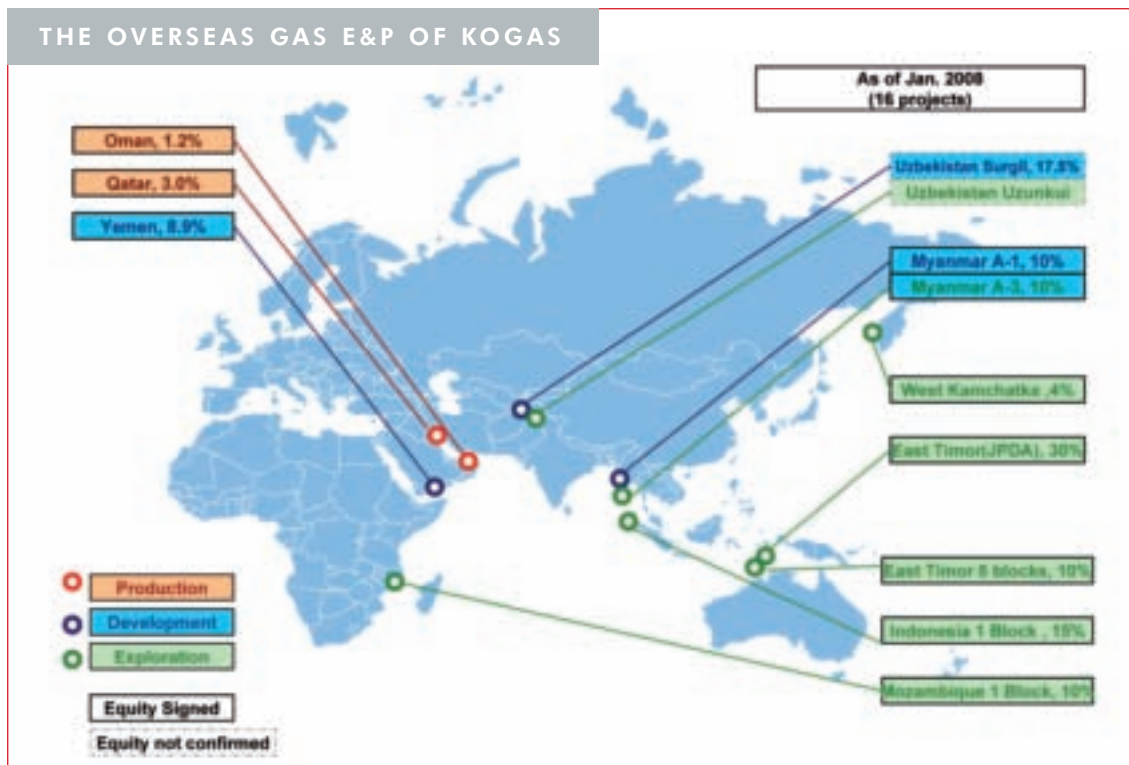 THE OVERSEAS GAS E&P OF KOGAS
As of Jan. 2008
(16 projects)
Oman, 1.2%
Qatar, 3.0%
Yemen, 8.9%
Uzbekistan Surgil, 17.5%
Uzbekistan Uzunkui
Myanmar A-1, 10%
Myanmar A-3, 10%
West Kamchatka ,4%
East Timor(JPDA), 30%
East Timor 5 blocks, 10%
Indonesia 1 Block , 15%
Mozambique 1 Block, 10%
Production
Development
Exploration
Equity Signed
Equity not confirmed